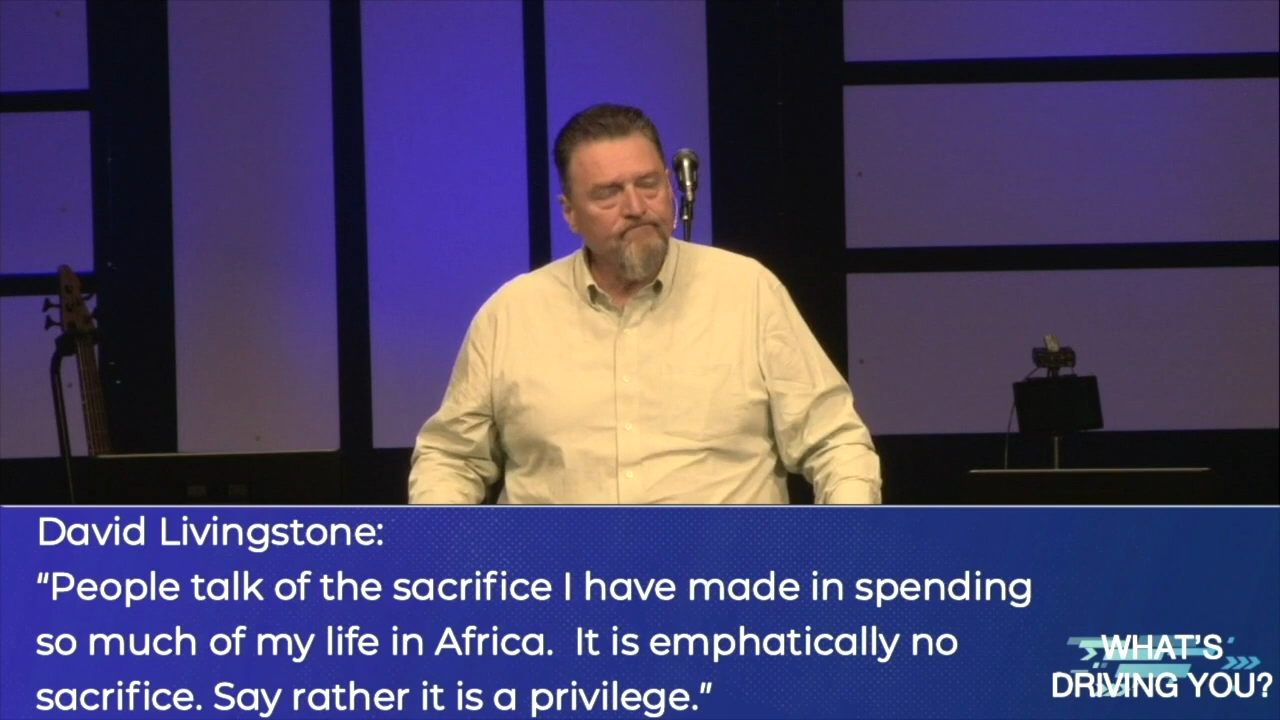 David Livingstone:
"People talk of the sacrifice I have made in spending
so much of my life in Africa.  It is emphatically no
sacrifice. Say rather it is a privilege."
WHAT'S
DRIVING YOU?